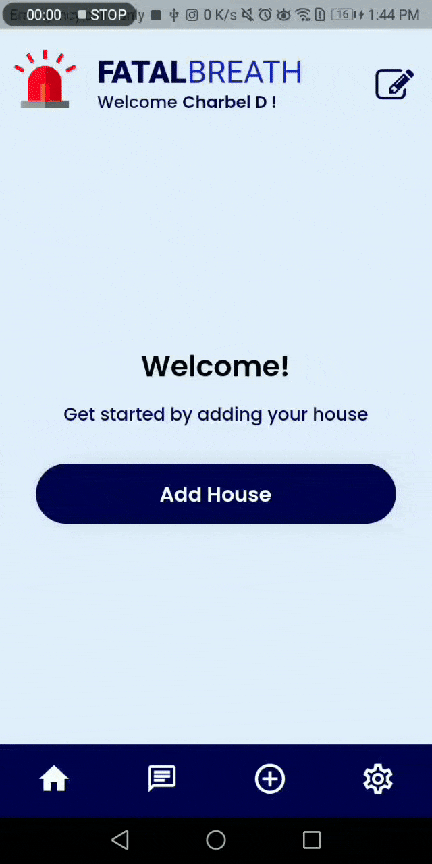 00:00 STOP 0 K/s 16 1:44 PM
FATALBREATH
Welcome Charbel D !
Welcome!
Get started by adding your house
Add House